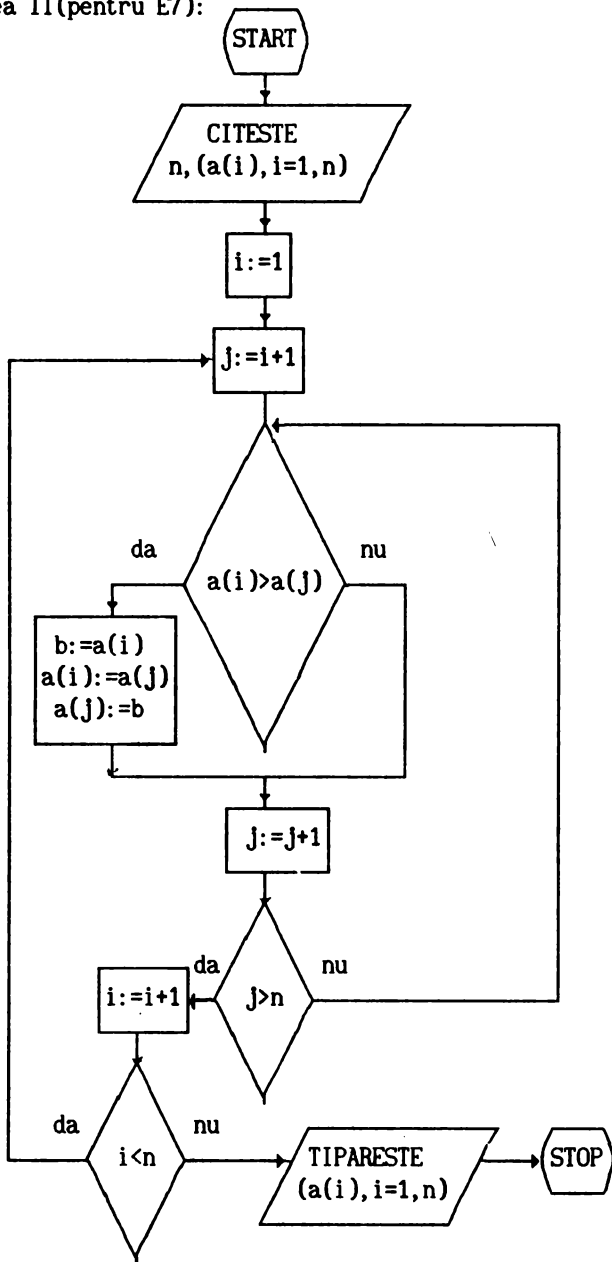 ea II(pentru E7):
START
CITESTE
n,(a(i),i=1,n)
i:=1
j:=i+1
da
nu
a(i)>a(j)
b:=a(i)
a(i):=a(j)
a(j):=b
j:=j+1
da
nu
i:=i+1
j>n
da
nu
i<n
TIPARESTE
(a(i),i=1,n)
STOP